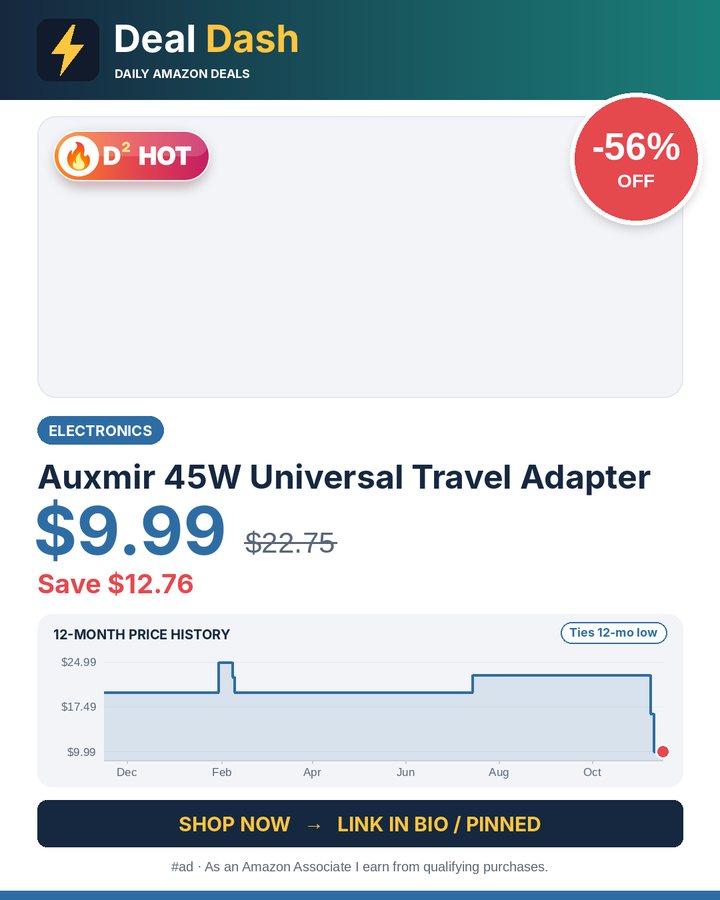 Deal Dash
DAILY AMAZON DEALS
-56%
OFF
D² HOT
ELECTRONICS
Auxmir 45W Universal Travel Adapter
$9.99 $22.75
Save $12.76
12-MONTH PRICE HISTORY
Ties 12-mo low
$24.99
$17.49
$9.99
Dec Feb Apr Jun Aug Oct
SHOP NOW → LINK IN BIO / PINNED
#ad · As an Amazon Associate I earn from qualifying purchases.